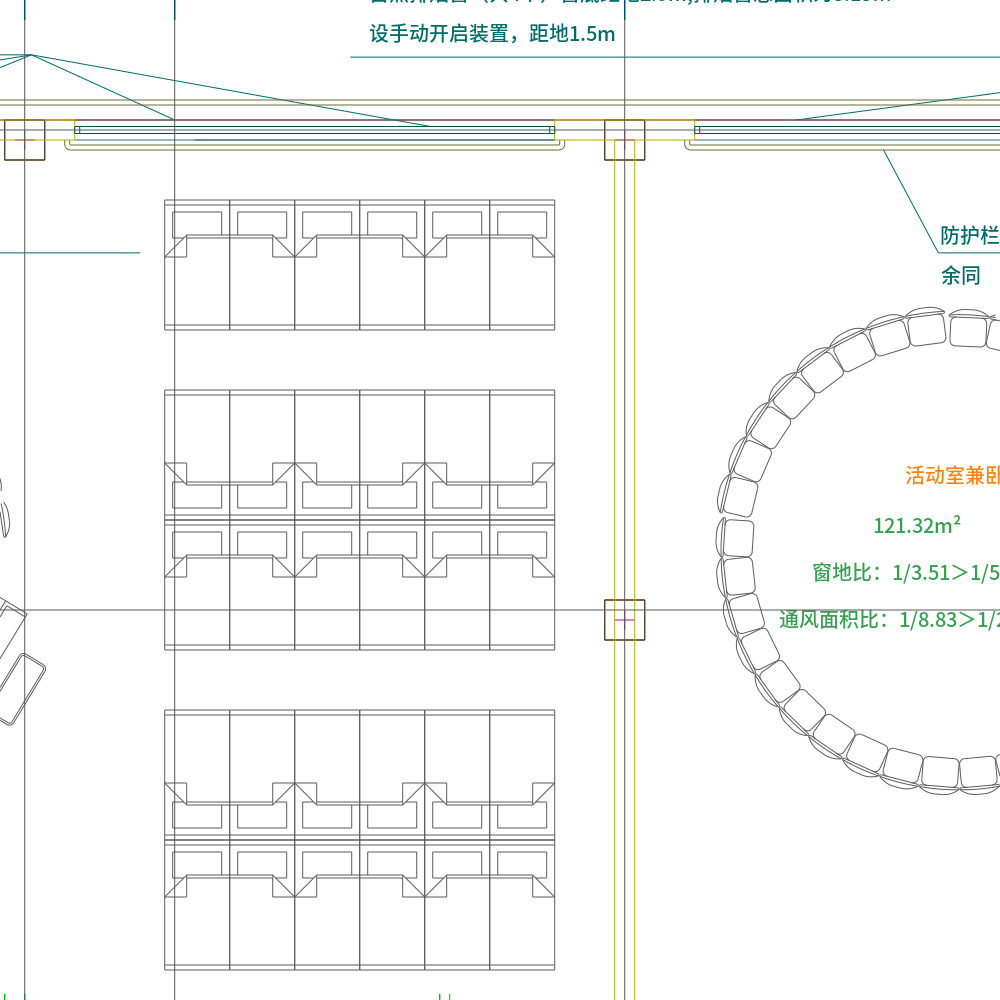 设手动开启装置，距地1.5m
防护栏
余同
活动室兼卧
121.32m²
窗地比：1/3.51＞1/5
通风面积比：1/8.83＞1/2